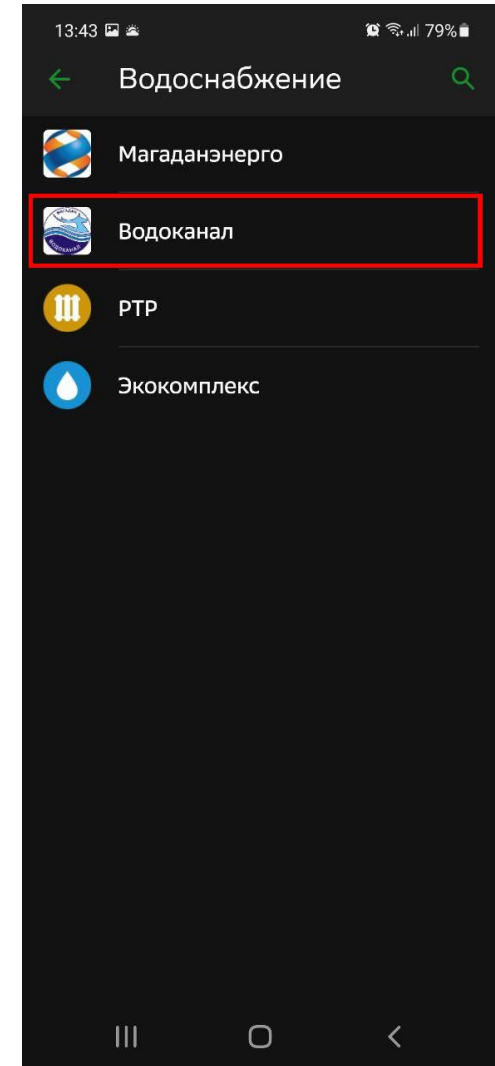 13:43 79%
Водоснабжение
Магаданэнерго
Водоканал
РТР
Экокомплекс